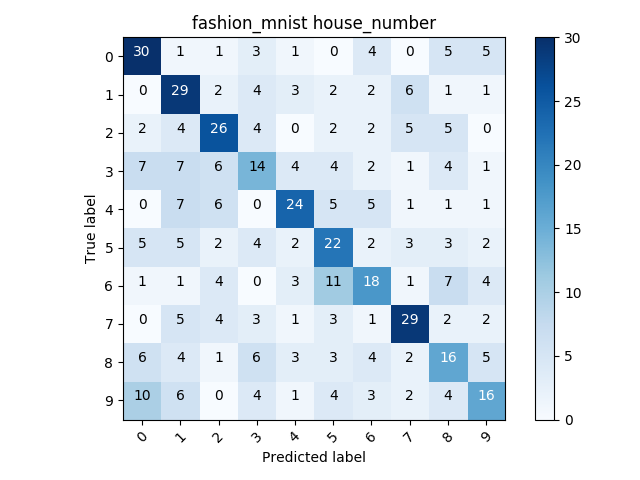 fashion_mnist house_number
0 30 1 1 3 1 0 4 0 5 5
1 0 29 2 4 3 2 2 6 1 1
2 2 4 26 4 0 2 2 5 5 0
3 7 7 6 14 4 4 2 1 4 1
4 0 7 6 0 24 5 5 1 1 1
5 5 5 2 4 2 22 2 3 3 2
6 1 1 4 0 3 11 18 1 7 4
7 0 5 4 3 1 3 1 29 2 2
8 6 4 1 6 3 3 4 2 16 5
9 10 6 0 4 1 4 3 2 4 16
0 1 2 3 4 5 6 7 8 9
True label
Predicted label
30
25
20
15
10
5
0